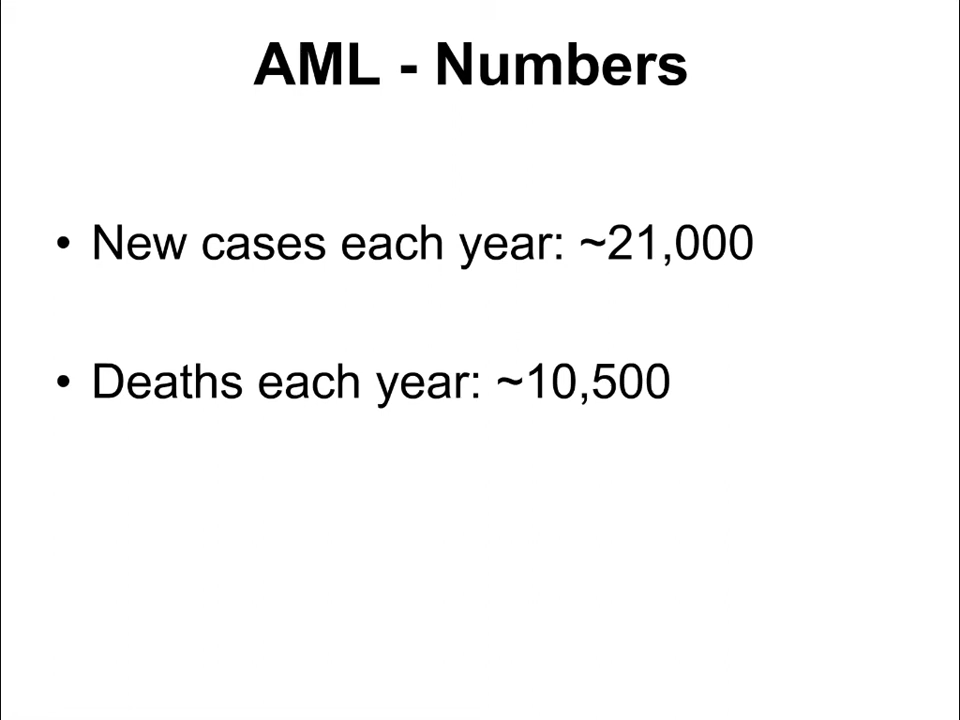 AML - Numbers
• New cases each year: ~21,000
• Deaths each year: ~10,500